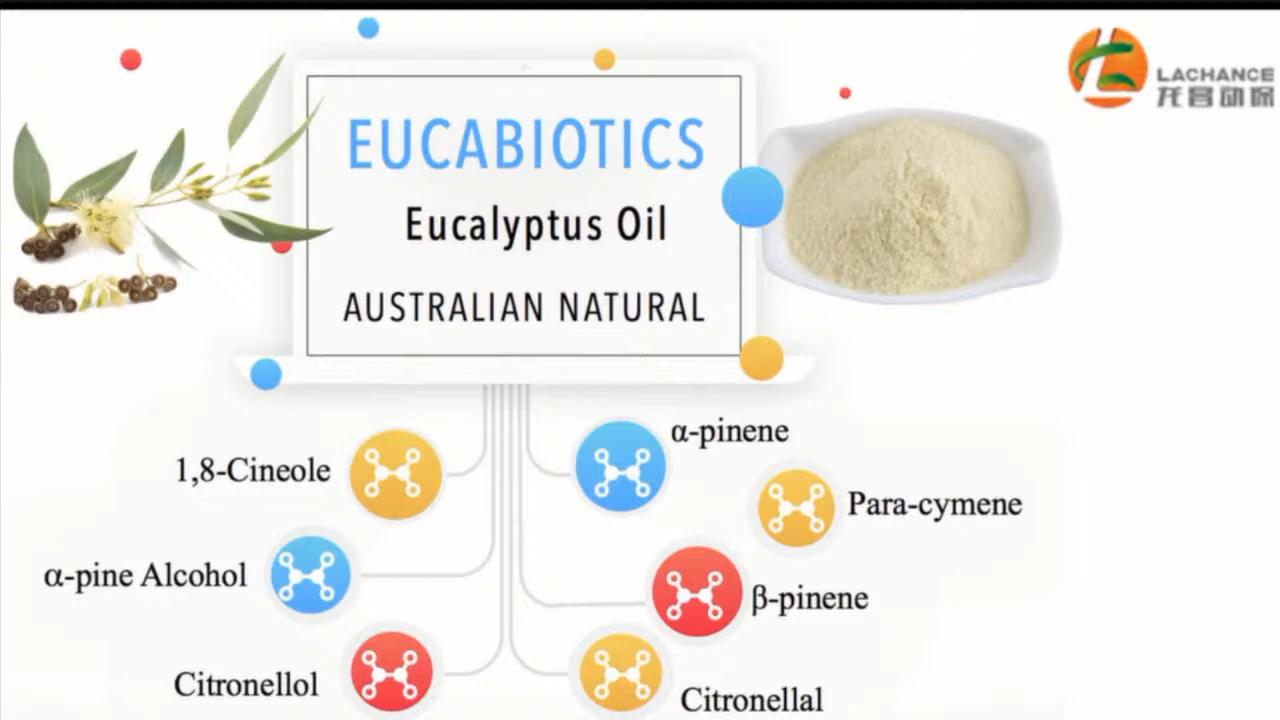 LACHANCE
龙客动保
EUCABIOTICS
Eucalyptus Oil
AUSTRALIAN NATURAL
α-pinene
1,8-Cineole
Para-cymene
α-pine Alcohol
β-pinene
Citronellol
Citronellal